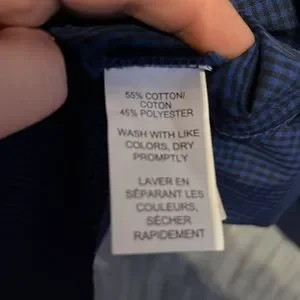 55% COTTON/
COTON
45% POLYESTER
WASH WITH LIKE
COLORS, DRY
PROMPTLY
LAVER EN
SÉPARANT LES
COULEURS,
SÉCHER
RAPIDEMENT